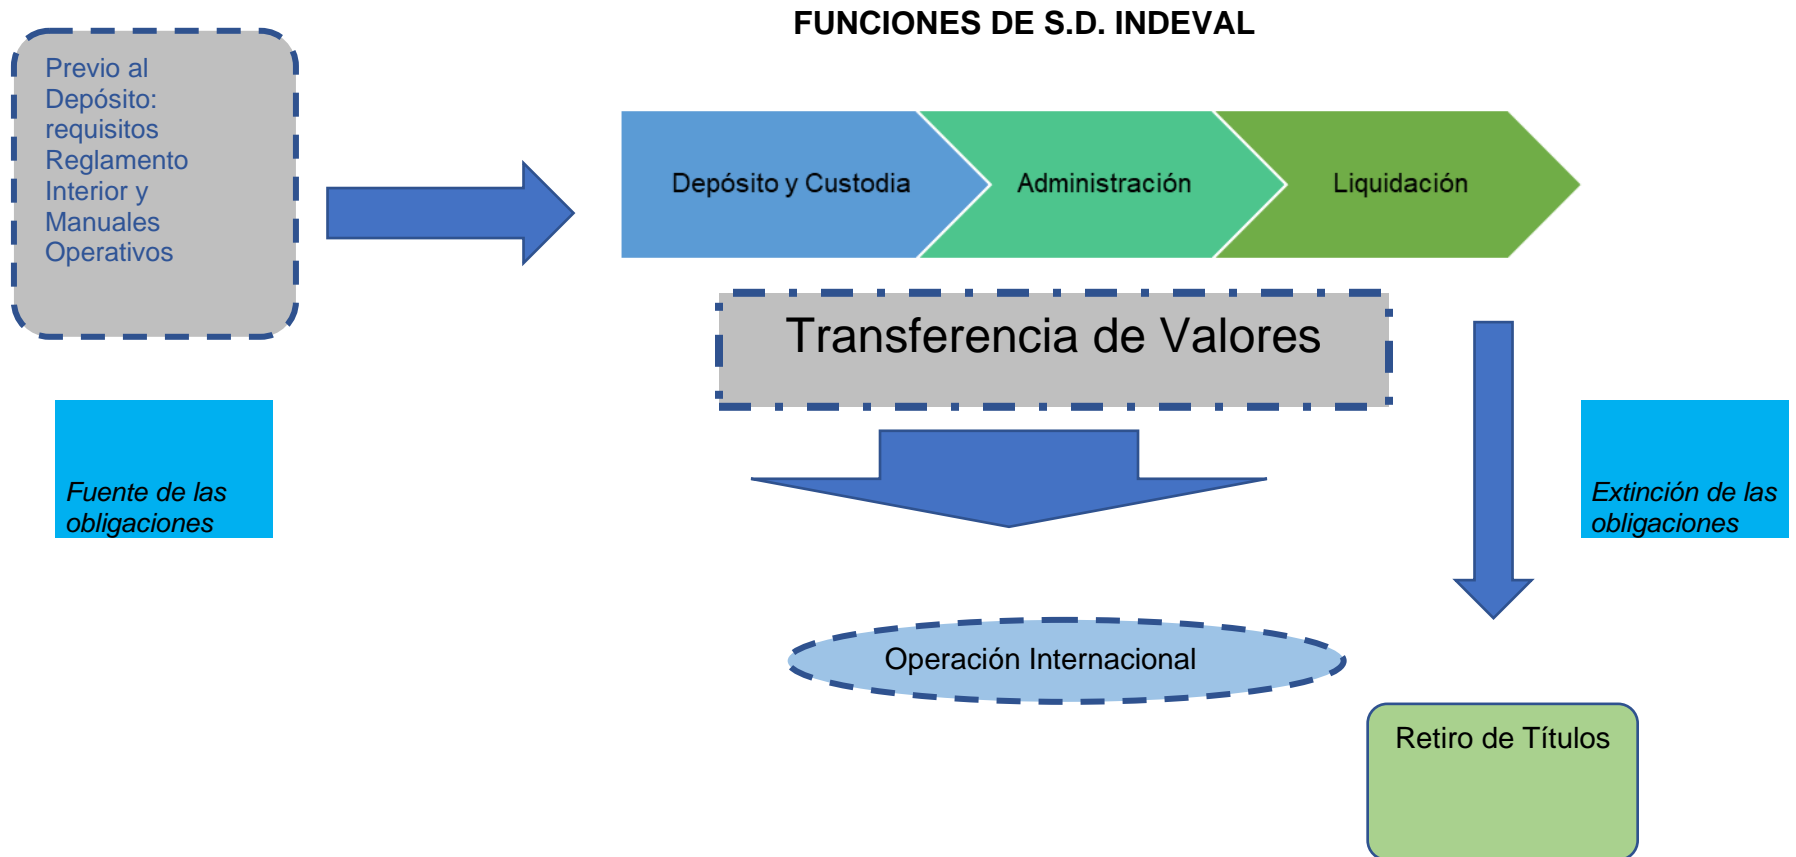 FUNCIONES DE S.D. INDEVAL
Previo al
Depósito:
requisitos
Reglamento
Interior y
Manuales
Operativos
Depósito y Custodia
Administración
Liquidación
Transferencia de Valores
Fuente de las
obligaciones
Extinción de las
obligaciones
Operación Internacional
Retiro de Títulos